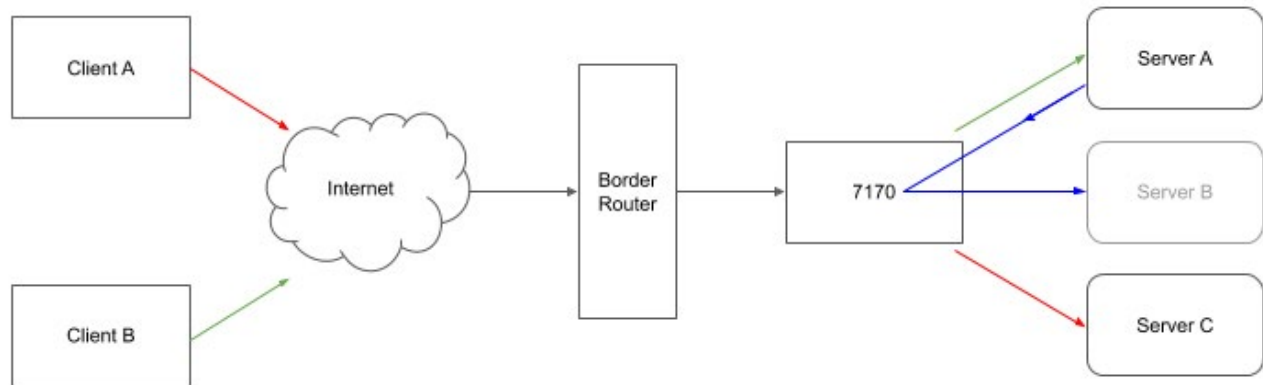 Client A
Client B
Internet
Border
Router
7170
Server A
Server B
Server C